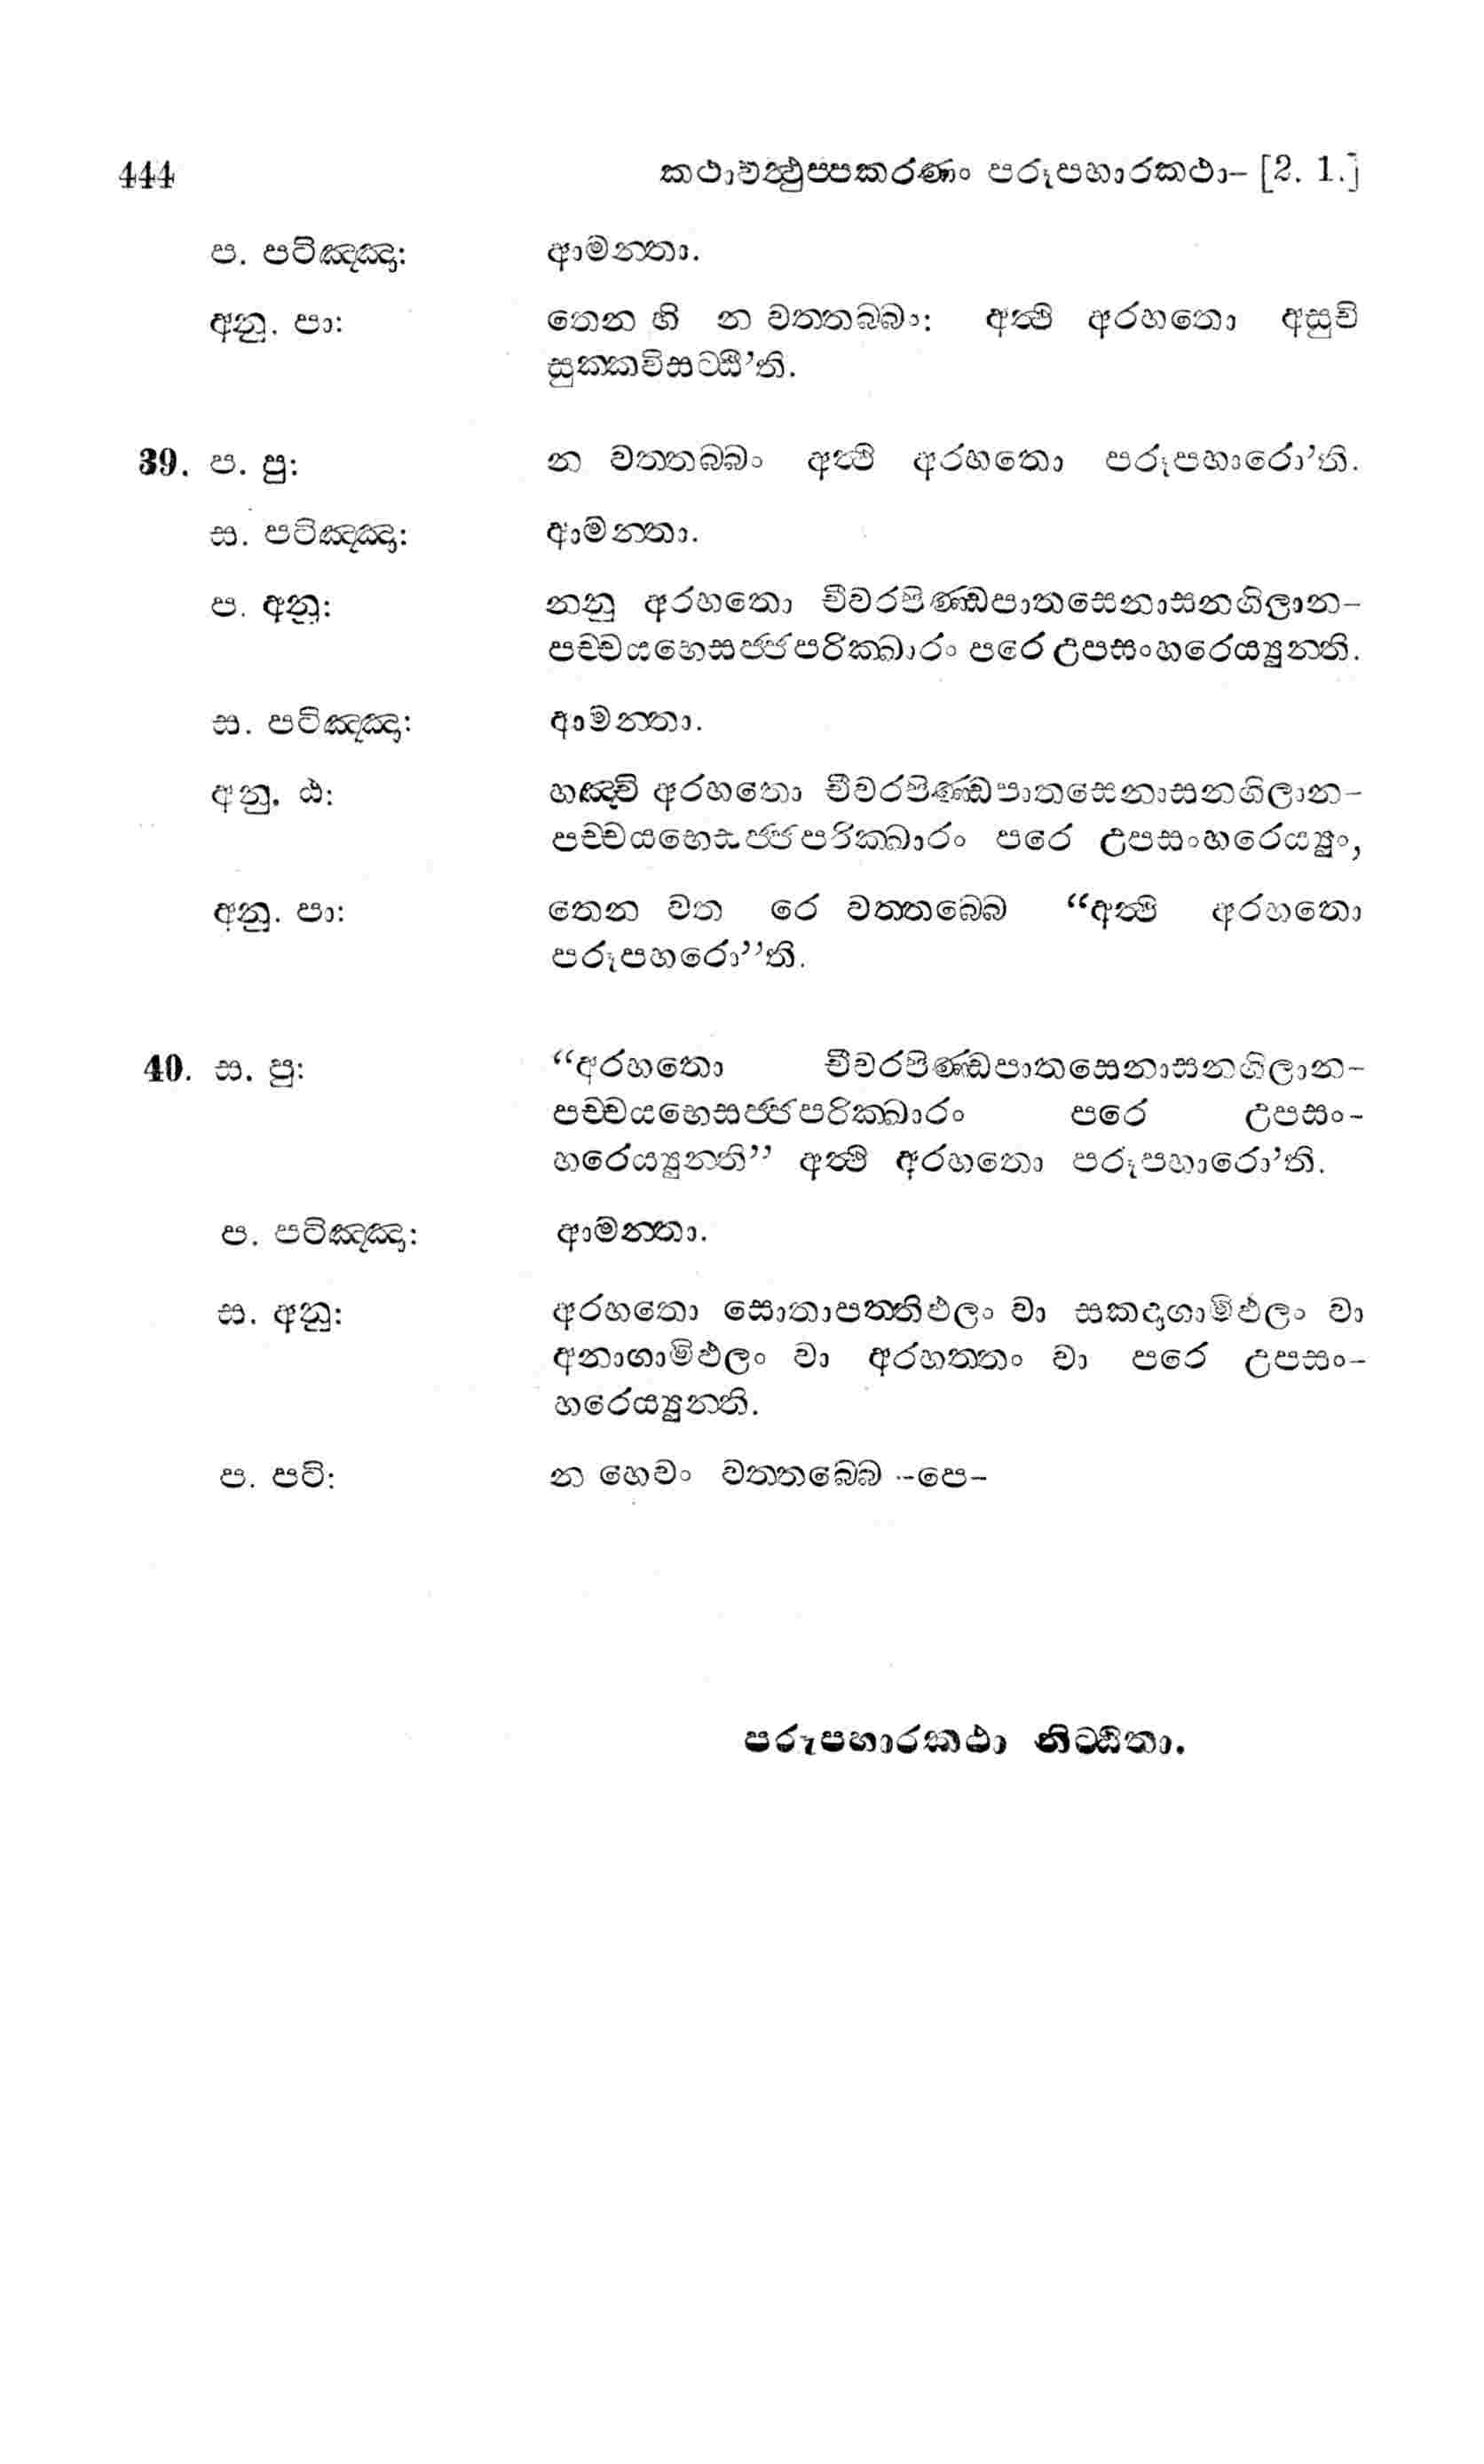 444 කථාවත්‍ථුප්පකරණං පරූපහාරකථා- [2. 1.]
ප. පටිඤ්ඤා: ආමන්තා.
අනු. පා: තෙන හි න වත්තබ්බං: අත්‍ථි අරහතො අසුචි
සුක්කවිසට්ඨී’ති.
39. ප. පු: න වත්තබ්බං අත්‍ථි අරහතො පරූපහාරො’ති.
ස. පටිඤ්ඤා: ආමන්තා.
ප. අනු: නනු අරහතො චීවරපිණ්ඩපාතසෙනාසනගිලාන-
පච්චයභෙසජ්ජපරික්ඛාරං පරෙ උපසංහරෙය්‍යුන්ති.
ස. පටිඤ්ඤා: ආමන්තා.
අනු. ඨ: හඤ්චි අරහතො චීවරපිණ්ඩපාතසෙනාසනගිලාන-
පච්චයභෙසජ්ජපරික්ඛාරං පරෙ උපසංහරෙය්‍යුං,
අනු. පා: තෙන වත රෙ වත්තබ්බෙ “අත්‍ථි අරහතො
පරූපහරො”ති.
40. ස. පු: “අරහතො චීවරපිණ්ඩපාතසෙනාසනගිලාන-
පච්චයභෙසජ්ජපරික්ඛාරං පරෙ උපසං-
හරෙය්‍යුන්ති” අත්‍ථි අරහතො පරූපහාරො’ති.
ප. පටිඤ්ඤා: ආමන්තා.
ස. අනු: අරහතො සොතාපත්තිඵලං වා සකදාගාමිඵලං වා
අනාගාමිඵලං වා අරහත්තං වා පරෙ උපසං-
හරෙය්‍යුන්ති.
ප. පටි: න හෙවං වත්තබ්බෙ -පෙ-
පරූපහාරකථා නිට්ඨිතා.